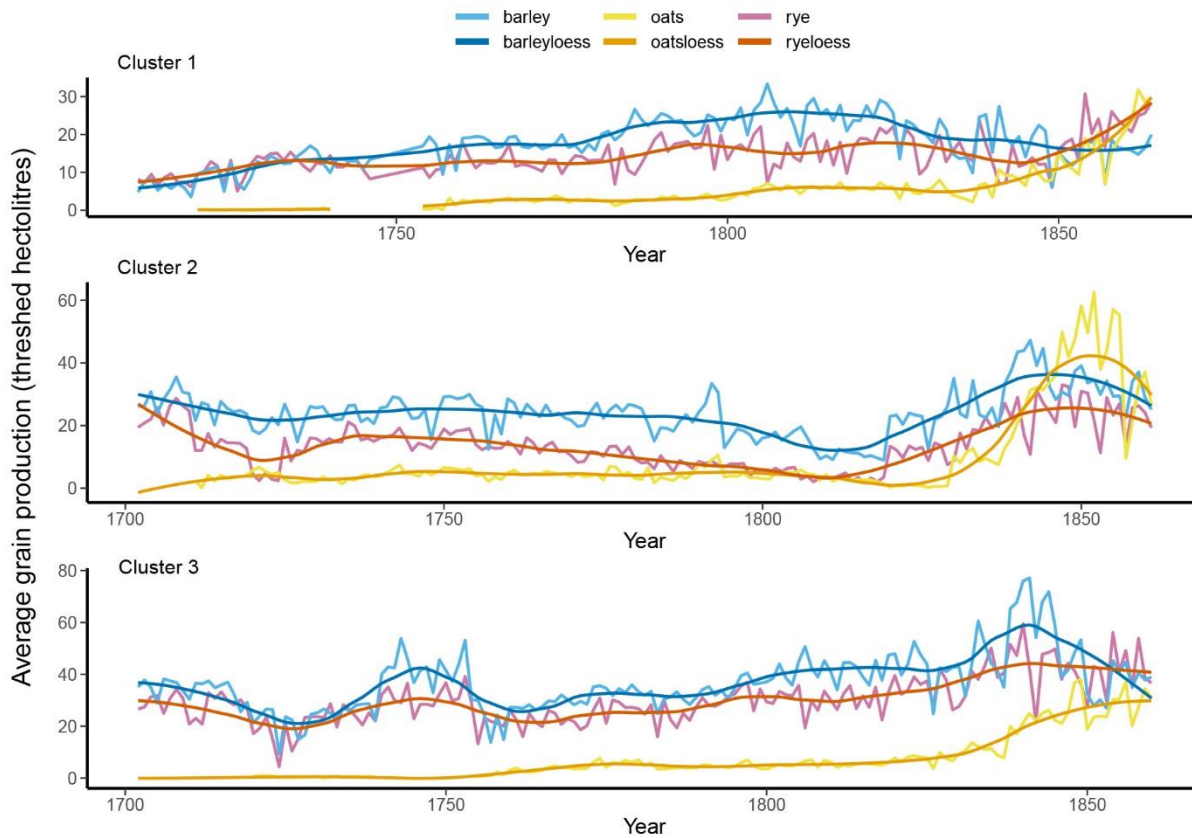 barley oats rye
barleyloess oatsloess ryeloess
Average grain production (threshed hectolitres)
Cluster 1
30
20
10
0
1750 1800 1850
Year
Cluster 2
60
40
20
0
1700 1750 1800 1850
Year
Cluster 3
80
60
40
20
0
1700 1750 1800 1850
Year